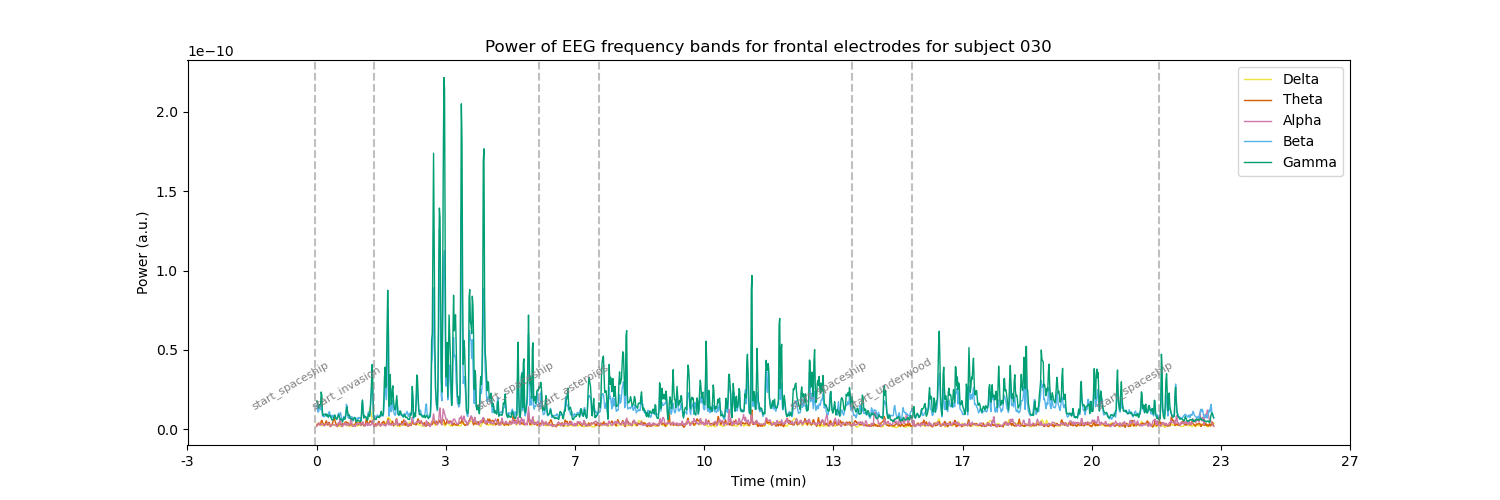 Power of EEG frequency bands for frontal electrodes for subject 030
1e−10
2.0
1.5
1.0
0.5
0.0
Power (a.u.)
Delta
Theta
Alpha
Beta
Gamma
start_spaceship
start_invasion
start_spaceship
start_asteroids
start_spaceship
start_underwood
start_spaceship
-3 0 3 7 10 13 17 20 23 27
Time (min)